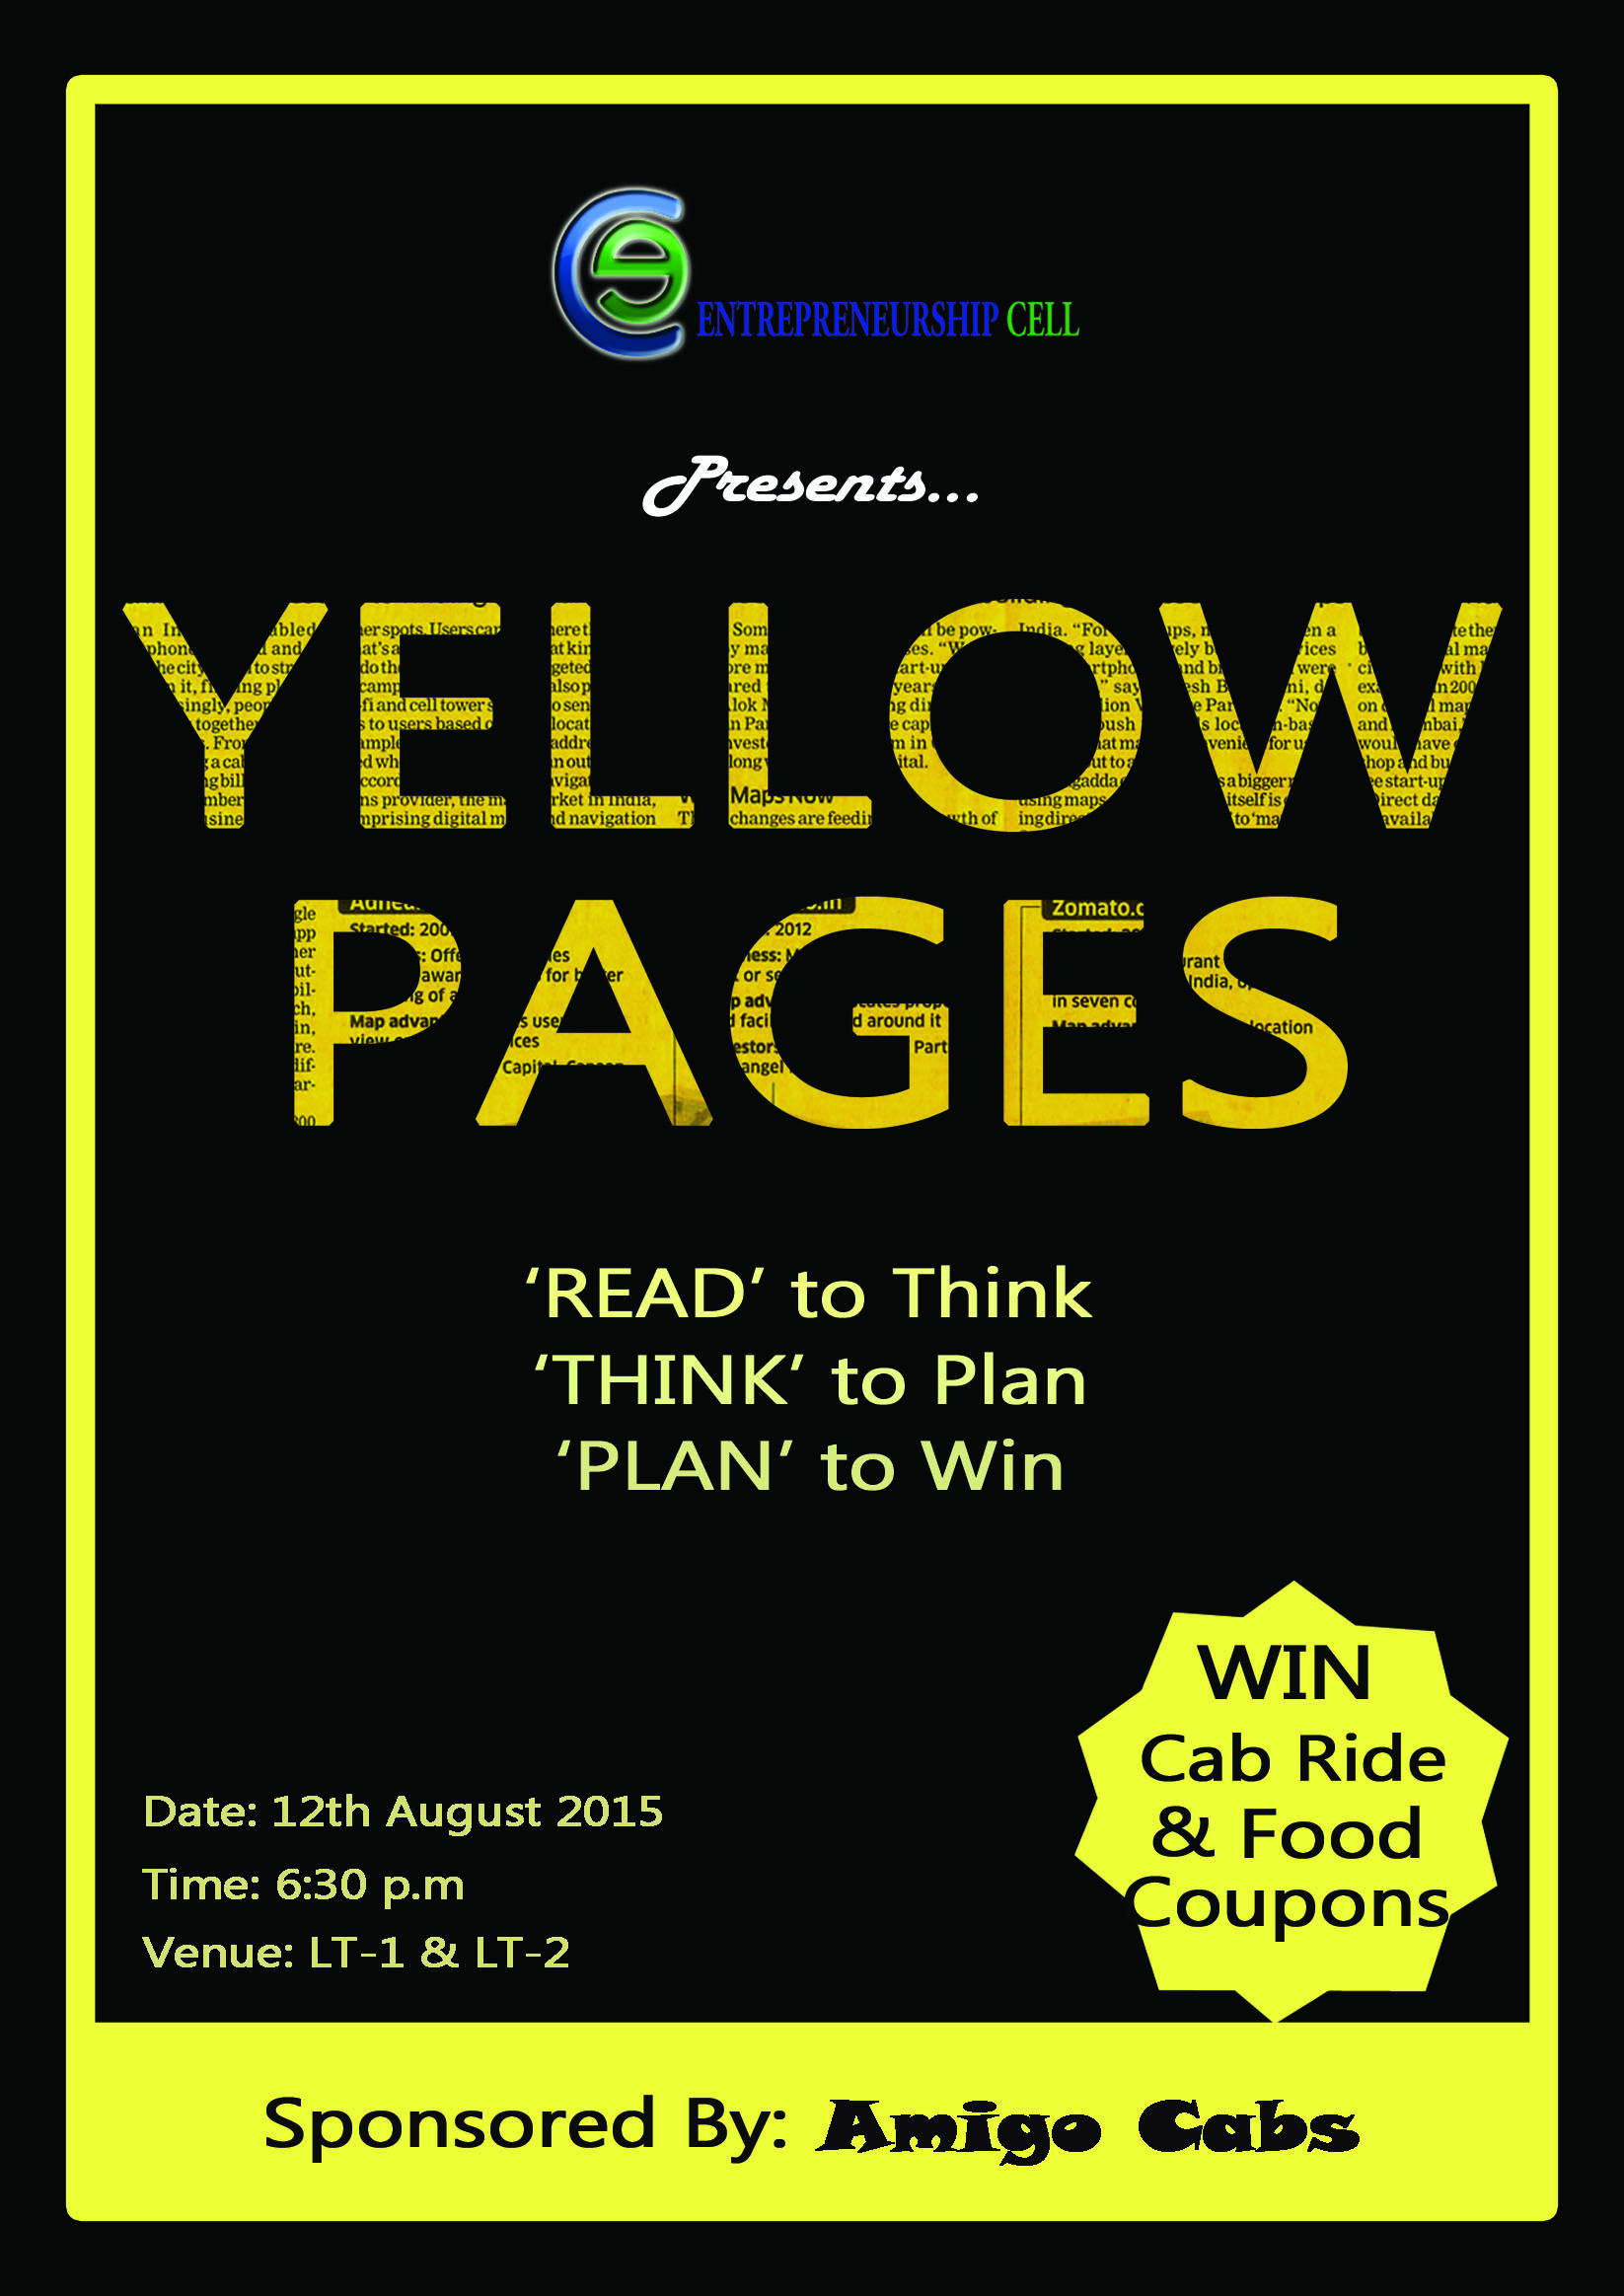 ENTREPRENEURSHIP CELL
Presents...
YELLOW
PAGES
‘READ’ to Think
‘THINK’ to Plan
‘PLAN’ to Win
WIN
Cab Ride
& Food
Coupons
Date: 12th August 2015
Time: 6:30 p.m
Venue: LT-1 & LT-2
Sponsored By: Amigo Cabs